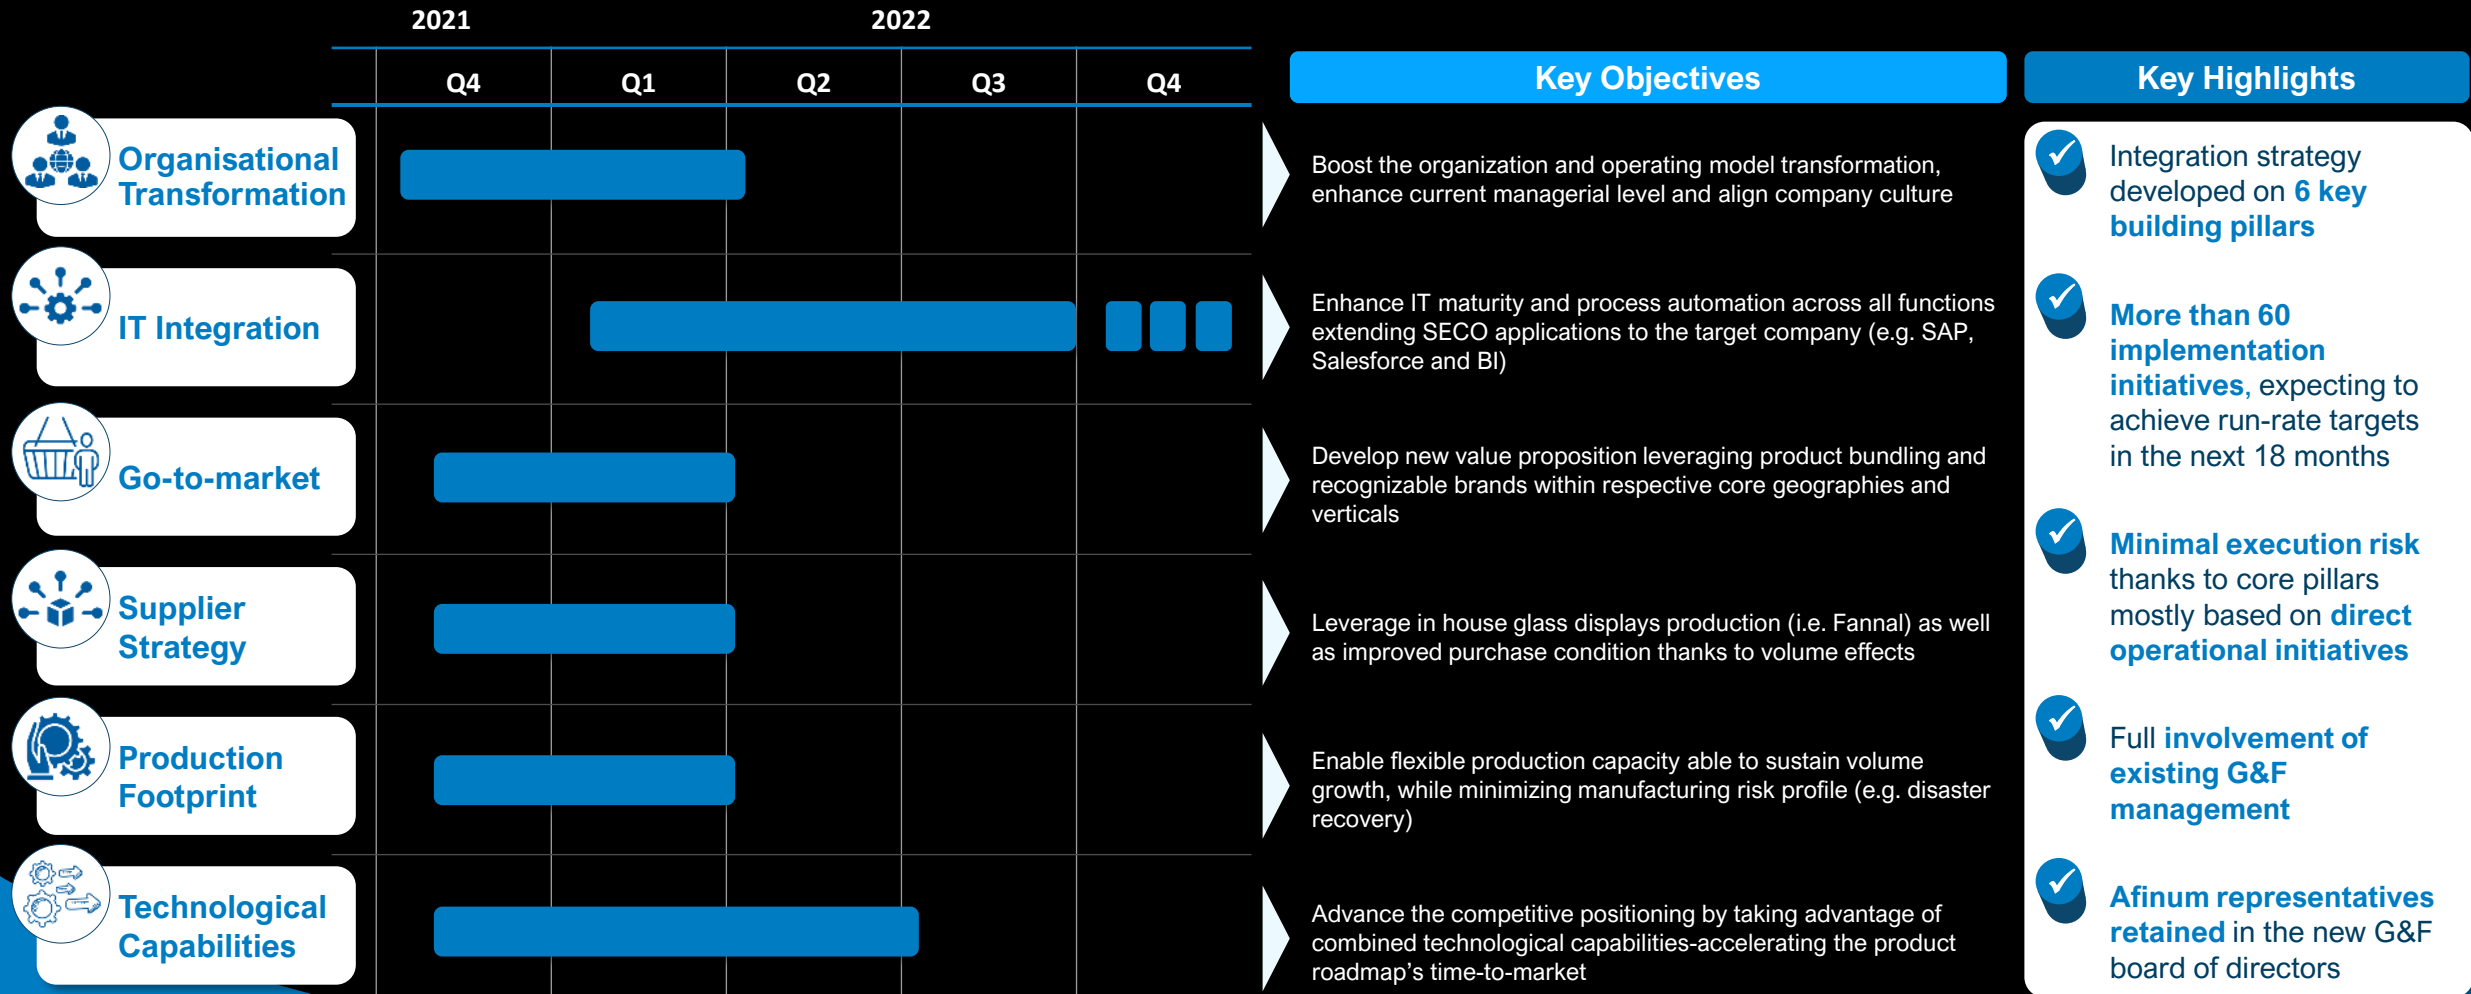 2021
2022
Q4
Q1
Q2
Q3
Q4
Key Objectives
Key Highlights
Organisational
Transformation
Boost the organization and operating model transformation,
enhance current managerial level and align company culture
IT Integration
Enhance IT maturity and process automation across all functions
extending SECO applications to the target company (e.g. SAP,
Salesforce and BI)
Go-to-market
Develop new value proposition leveraging product bundling and
recognizable brands within respective core geographies and
verticals
Supplier
Strategy
Leverage in house glass displays production (i.e. Fannal) as well
as improved purchase condition thanks to volume effects
Production
Footprint
Enable flexible production capacity able to sustain volume
growth, while minimizing manufacturing risk profile (e.g. disaster
recovery)
Technological
Capabilities
Advance the competitive positioning by taking advantage of
combined technological capabilities-accelerating the product
roadmap’s time-to-market
Integration strategy
developed on 6 key
building pillars
More than 60
implementation
initiatives, expecting to
achieve run-rate targets
in the next 18 months
Minimal execution risk
thanks to core pillars
mostly based on direct
operational initiatives
Full involvement of
existing G&F
management
Afinum representatives
retained in the new G&F
board of directors